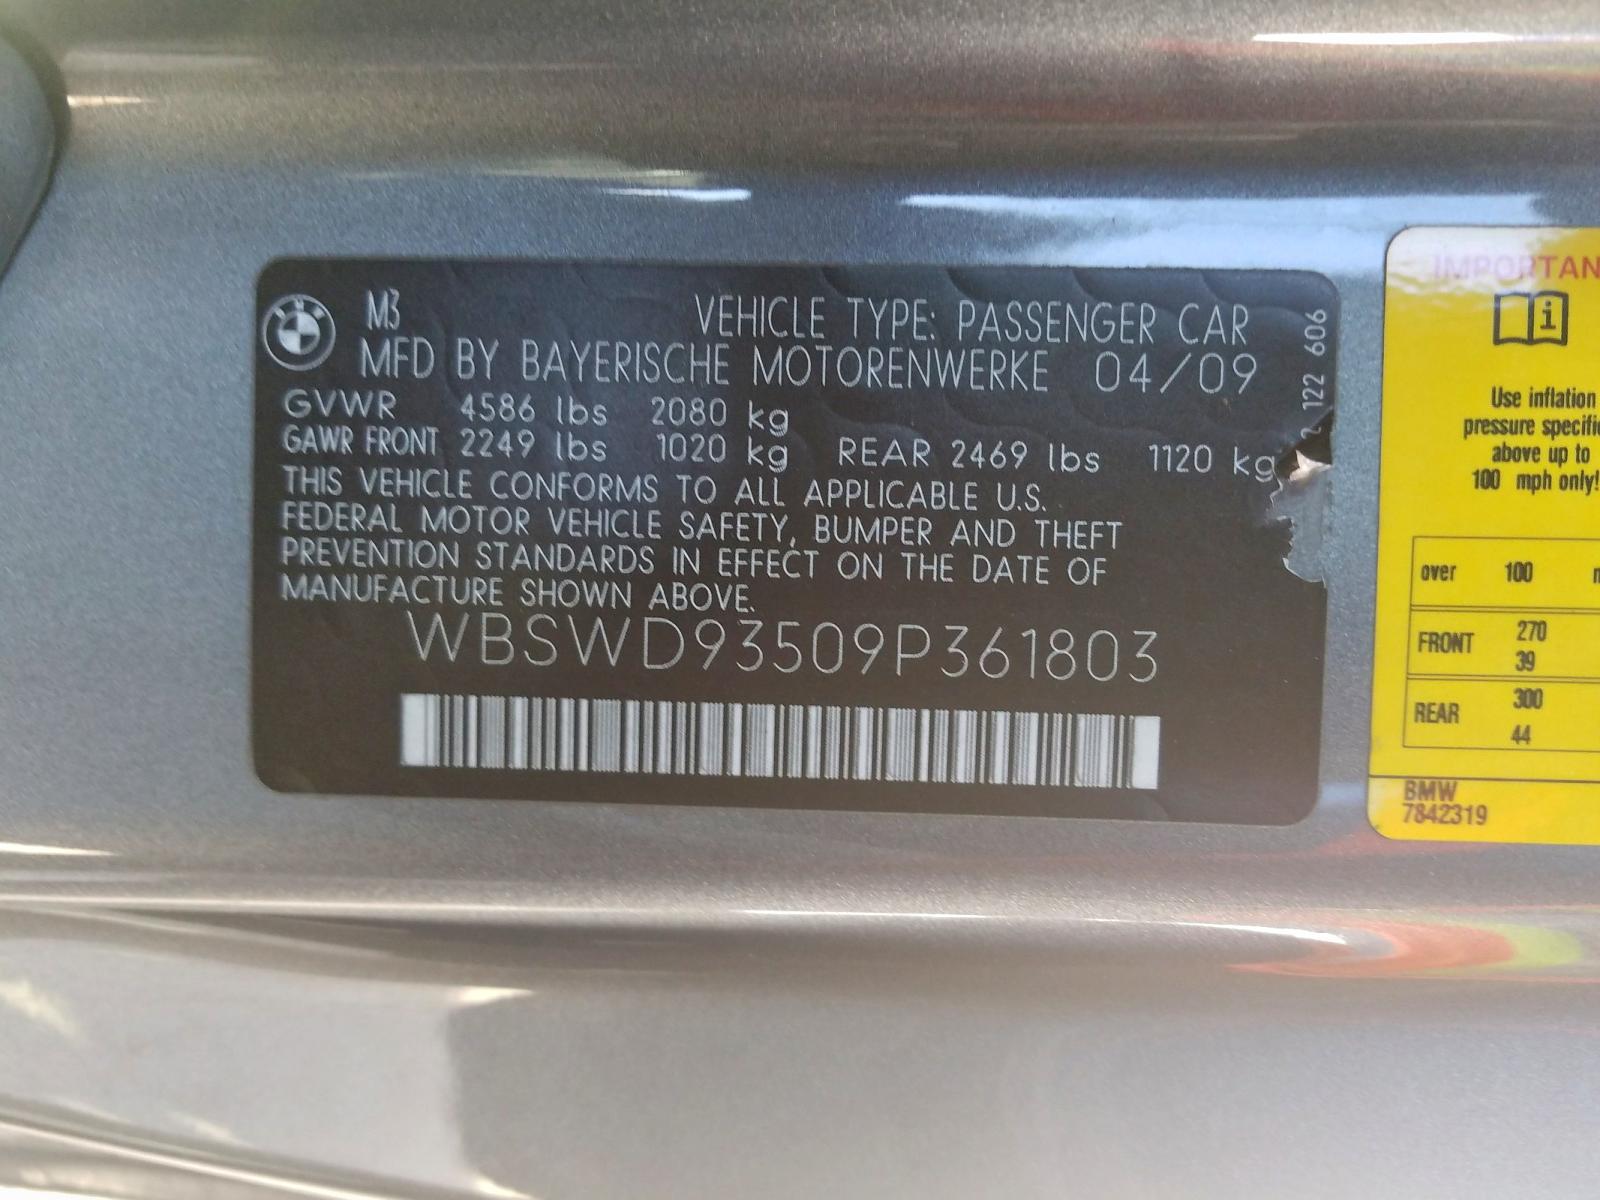 M3
VEHICLE TYPE: PASSENGER CAR
MFD BY BAYERISCHE MOTORENWERKE 04/09
GVWR 4586 lbs 2080 kg
GAWR FRONT 2249 lbs 1020 kg REAR 2469 lbs 1120 kg
THIS VEHICLE CONFORMS TO ALL APPLICABLE U.S.
FEDERAL MOTOR VEHICLE SAFETY, BUMPER AND THEFT
PREVENTION STANDARDS IN EFFECT ON THE DATE OF
MANUFACTURE SHOWN ABOVE.
WBSWD93509P361803
122 606
IMPORTAN
Use inflation
pressure specifi
above up to
100 mph only!
over 100
FRONT 270
39
REAR 300
44
BMW
7842319